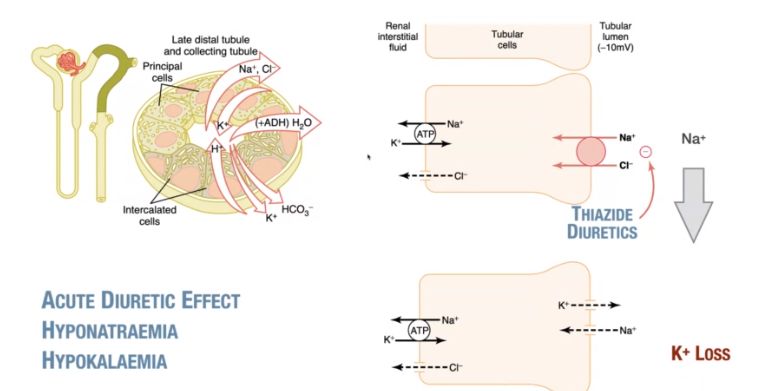 Late distal tubule
and collecting tubule
Principal
cells
Na⁺, Cl⁻
K⁺
(+ADH) H₂O
H⁺
Intercalated
cells
HCO₃⁻
K⁺
ACUTE DIURETIC EFFECT
HYPONATRAEMIA
HYPOKALAEMIA
Renal
interstitial
fluid
Tubular
cells
Tubular
lumen
(−10mV)
Na⁺
ATP
K⁺
Cl⁻
Na⁺
Cl⁻
−
Na⁺
THIAZIDE
DIURETICS
K⁺
Na⁺
ATP
K⁺
Na⁺
Cl⁻
K⁺ LOSS